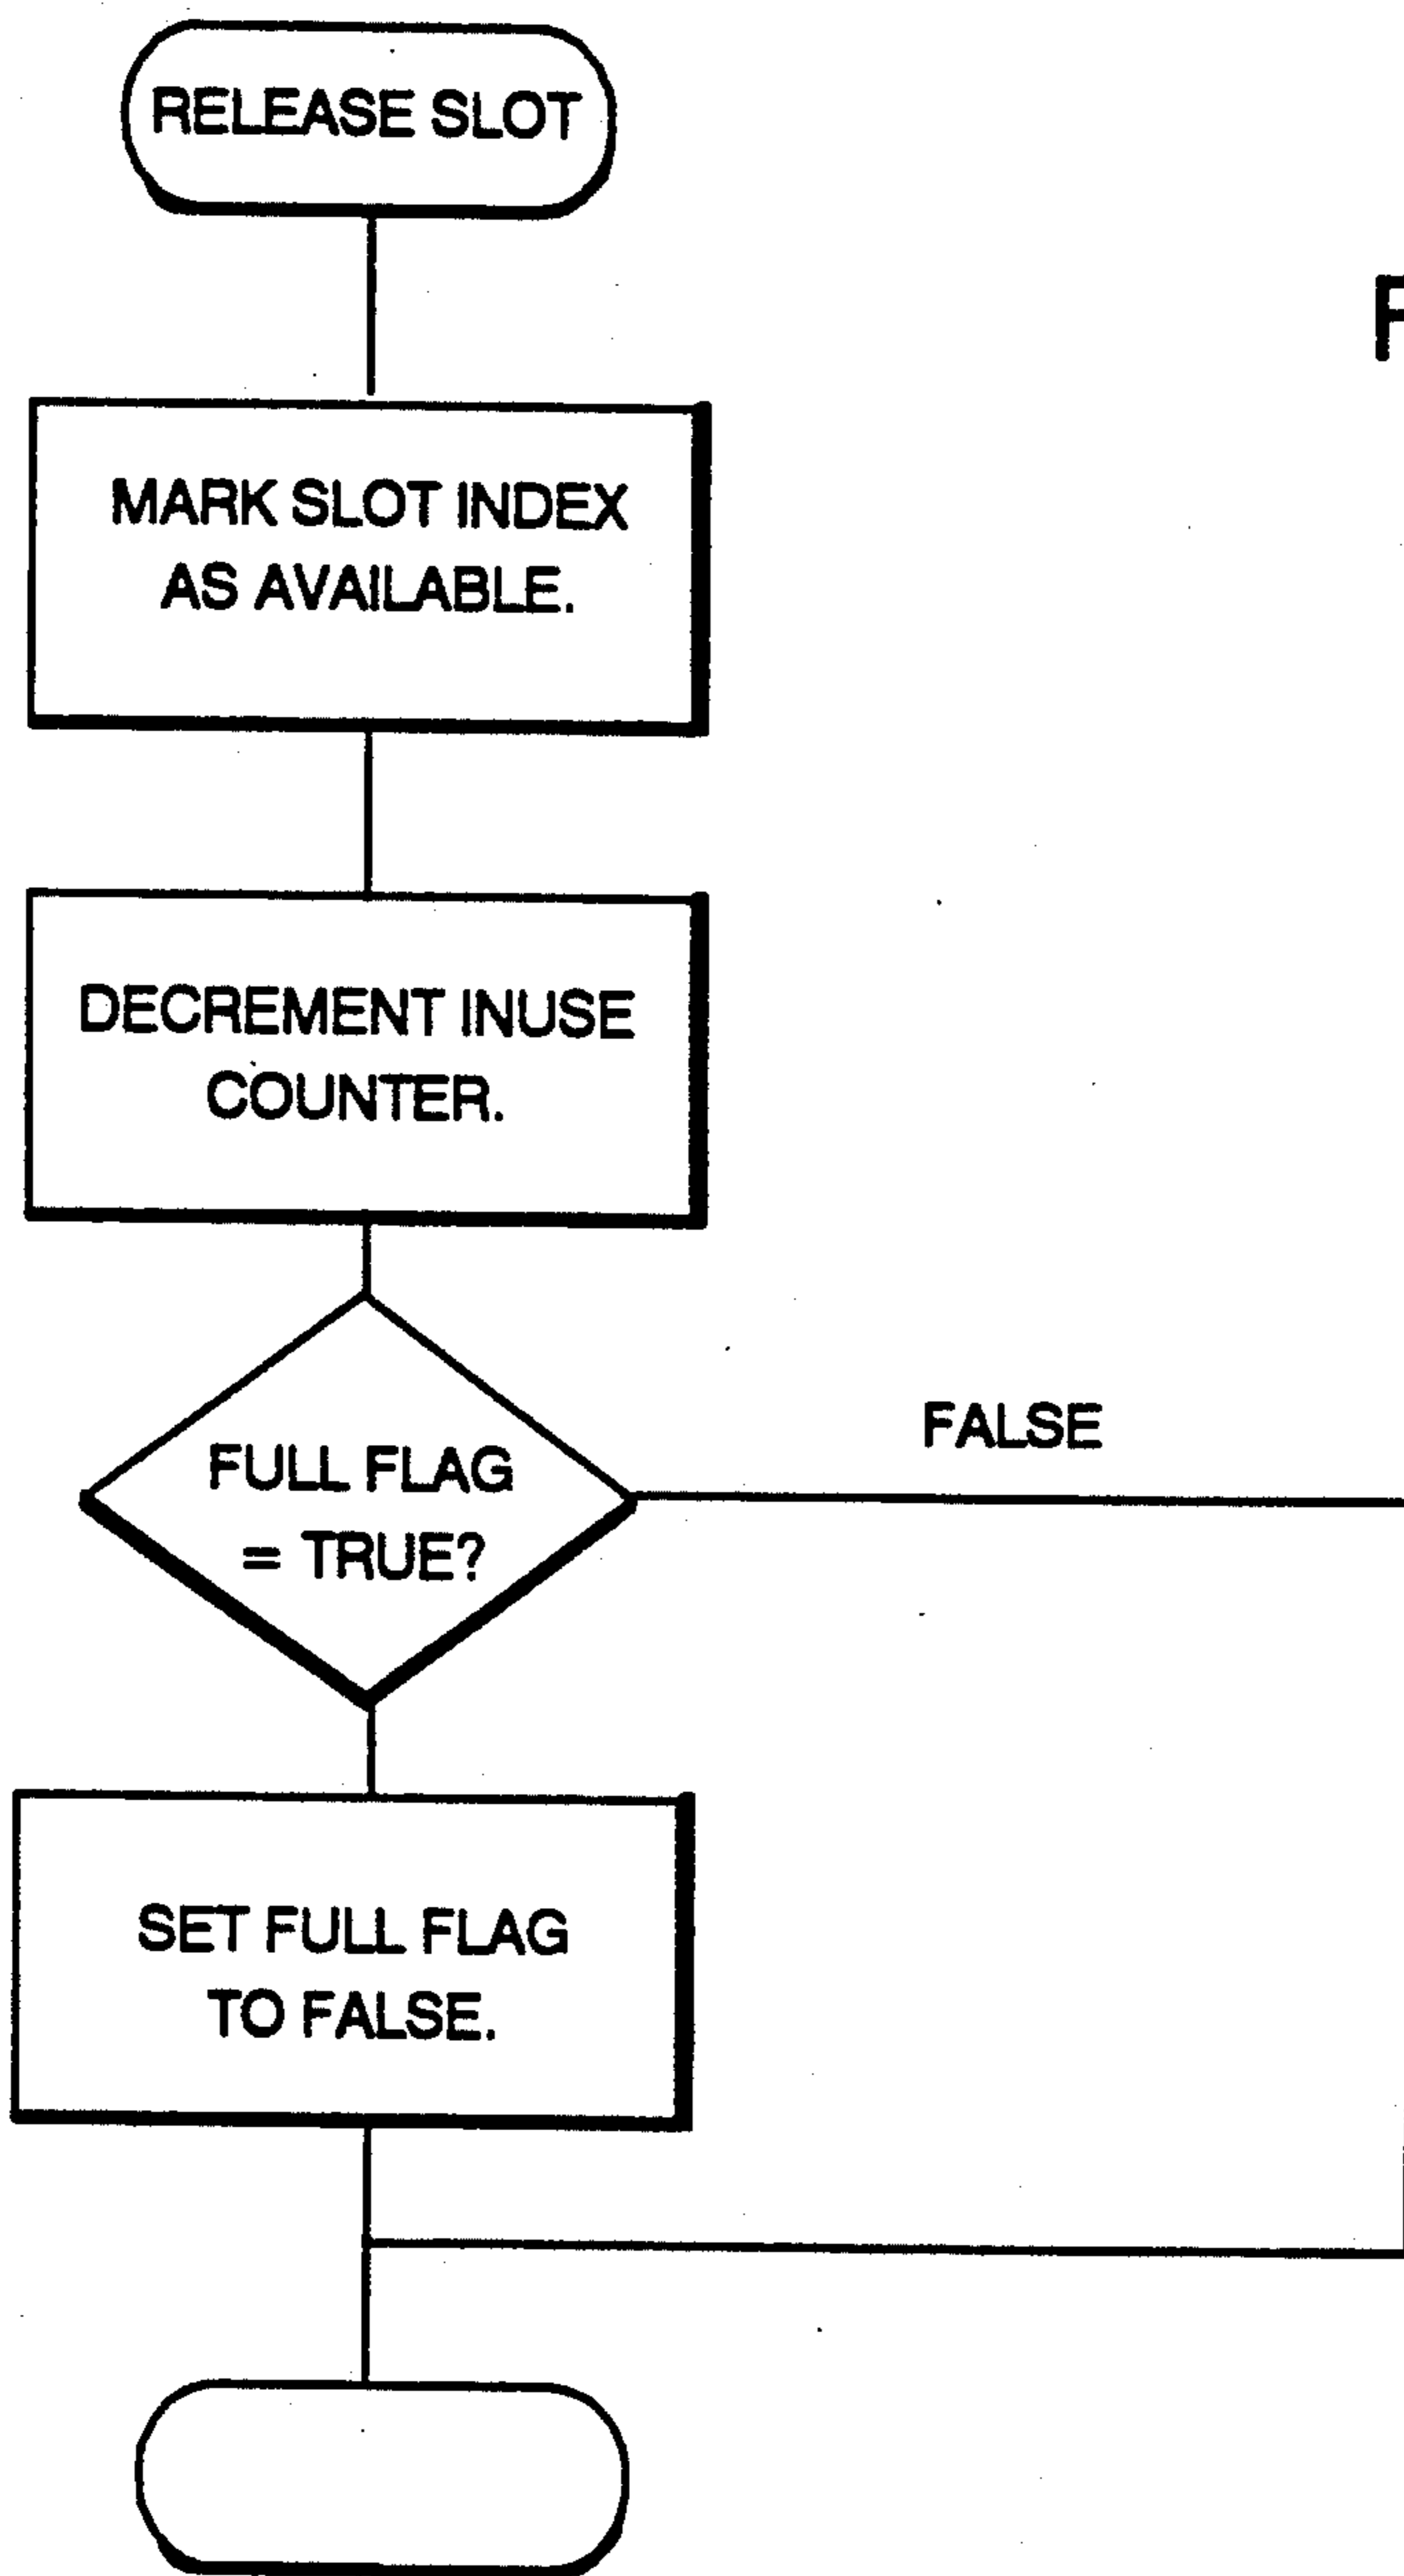 RELEASE SLOT
MARK SLOT INDEX
AS AVAILABLE.
DECREMENT INUSE
COUNTER.
FULL FLAG
= TRUE?
FALSE
SET FULL FLAG
TO FALSE.